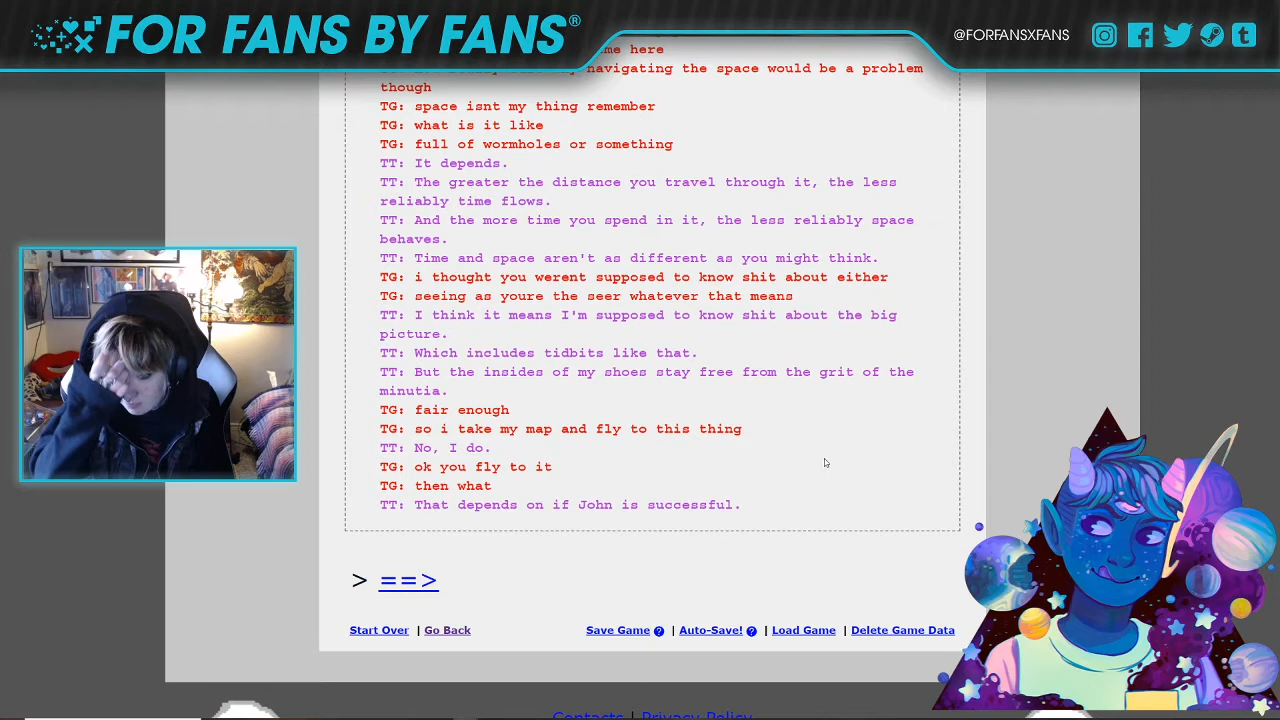 FOR FANS BY FANS®
@FORFANSXFANS
me here
navigating the space would be a problem
though
TG: space isnt my thing remember
TG: what is it like
TG: full of wormholes or something
TT: It depends.
TT: The greater the distance you travel through it, the less
reliably time flows.
TT: And the more time you spend in it, the less reliably space
behaves.
TT: Time and space aren't as different as you might think.
TG: i thought you werent supposed to know shit about either
TG: seeing as youre the seer whatever that means
TT: I think it means I'm supposed to know shit about the big
picture.
TT: Which includes tidbits like that.
TT: But the insides of my shoes stay free from the grit of the
minutia.
TG: fair enough
TG: so i take my map and fly to this thing
TT: No, I do.
TG: ok you fly to it
TG: then what
TT: That depends on if John is successful.
> ==>
Start Over | Go Back Save Game ? | Auto-Save! ? | Load Game | Delete Game Data
Contacts | Privacy Policy